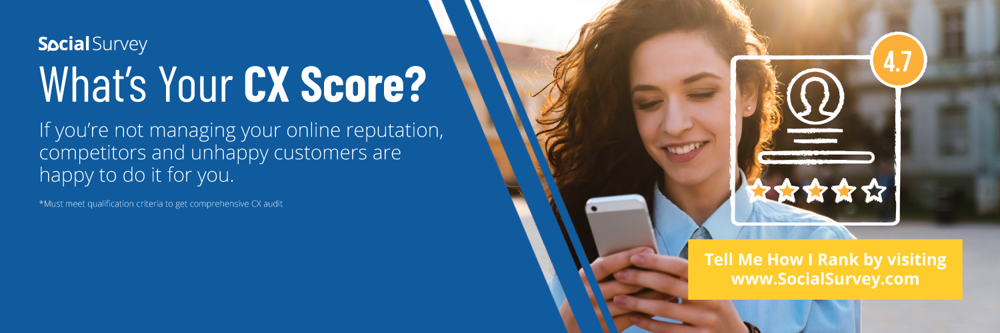 SocialSurvey
What's Your CX Score?
If you're not managing your online reputation,
competitors and unhappy customers are
happy to do it for you.
*Must meet qualification criteria to get comprehensive CX audit
4.7
Tell Me How I Rank by visiting
www.SocialSurvey.com